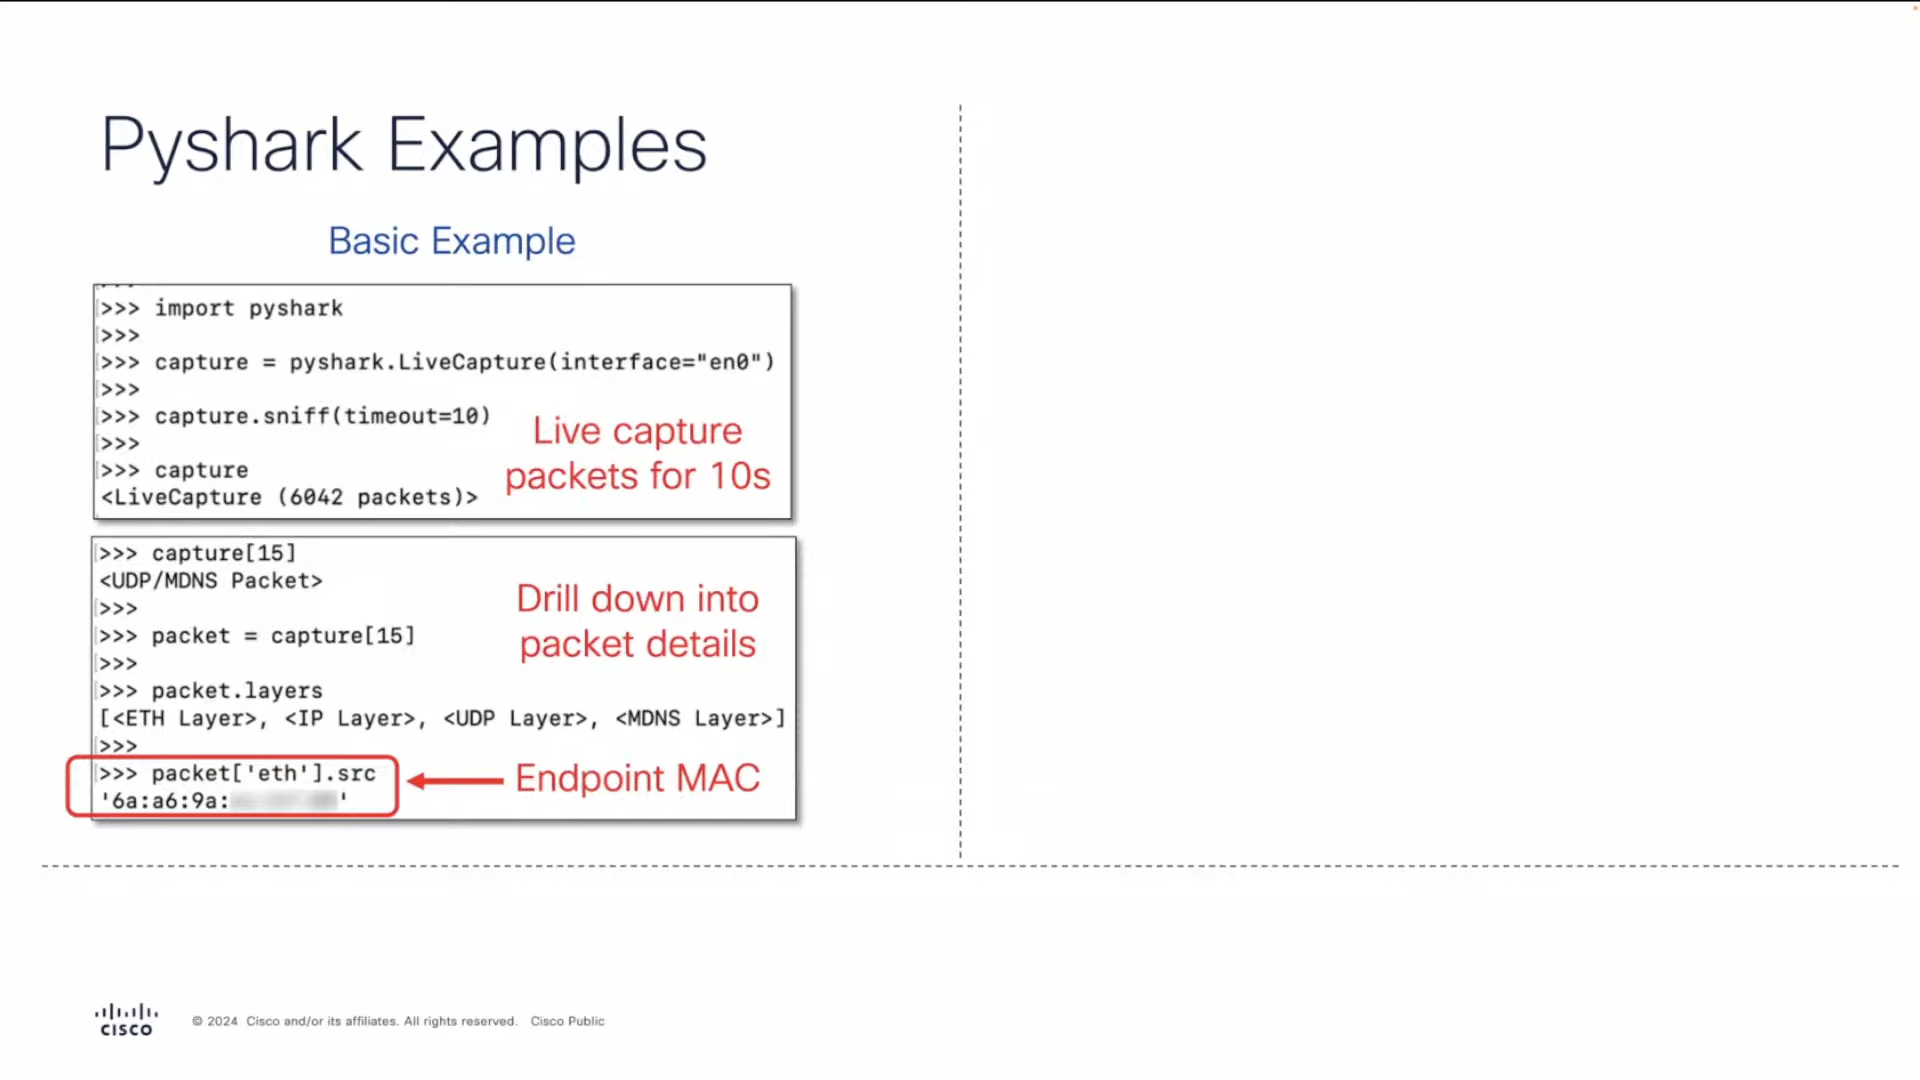 Pyshark Examples
Basic Example
>>> import pyshark
>>>
>>> capture = pyshark.LiveCapture(interface="en0")
>>>
>>> capture.sniff(timeout=10)
>>>
>>> capture
<LiveCapture (6042 packets)>
Live capture
packets for 10s
>>> capture[15]
<UDP/MDNS Packet>
>>>
>>> packet = capture[15]
>>>
>>> packet.layers
[<ETH Layer>, <IP Layer>, <UDP Layer>, <MDNS Layer>]
>>>
>>> packet['eth'].src
'6a:a6:9a: '
Drill down into
packet details
Endpoint MAC
CISCO
© 2024 Cisco and/or its affiliates. All rights reserved. Cisco Public